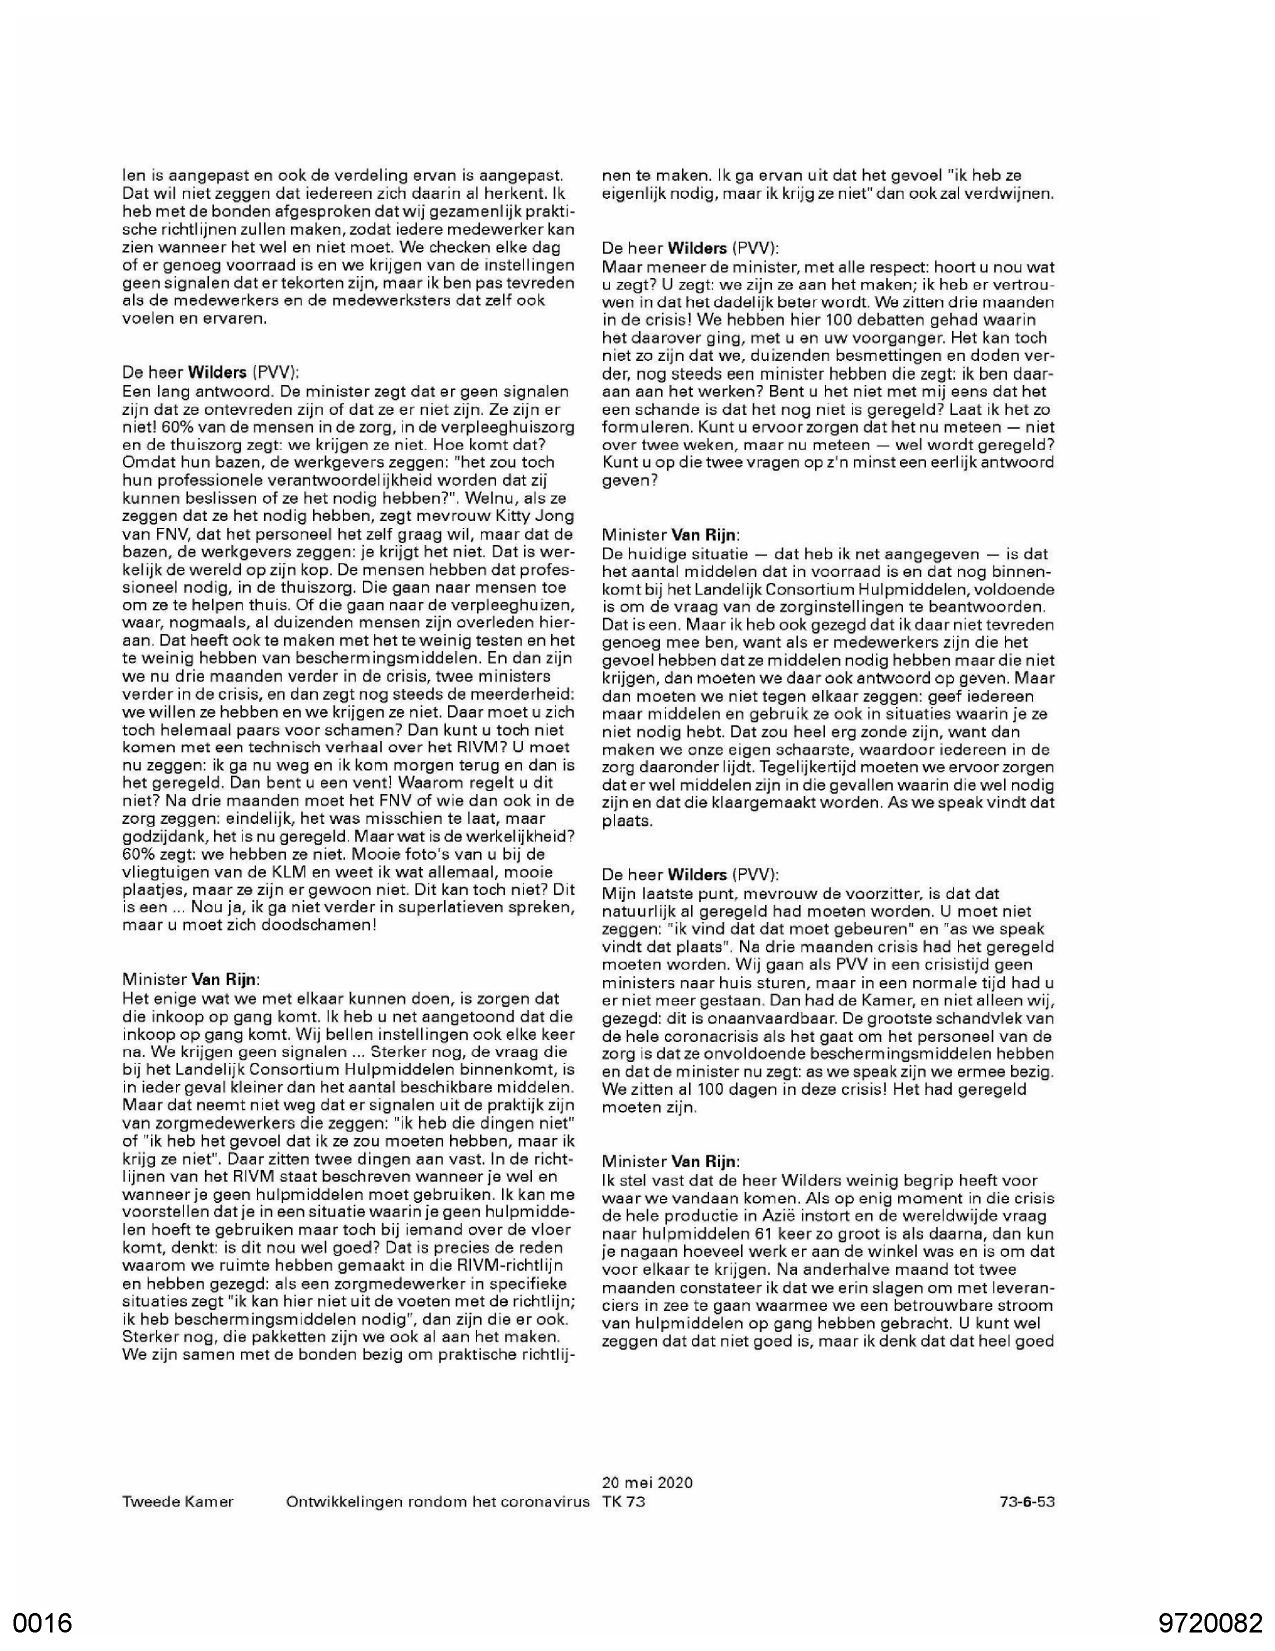 len is aangepast en ook de verdeling ervan is aangepast.
Dat wil niet zeggen dat iedereen zich daarin al herkent. Ik
heb met de bonden afgesproken dat wij gezamenlijk prakti-
sche richtlijnen zullen maken, zodat iedere medewerker kan
zien wanneer het wel en niet moet. We checken elke dag
of er genoeg voorraad is en we krijgen van de instellingen
geen signalen dat er tekorten zijn, maar ik ben pas tevreden
als de medewerkers en de medewerksters dat zelf ook
voelen en ervaren.
De heer Wilders (PVV):
Een lang antwoord. De minister zegt dat er geen signalen
zijn dat ze ontevreden zijn of dat ze er niet zijn. Ze zijn er
niet! 60% van de mensen in de zorg, in de verpleeghuiszorg
en de thuiszorg zegt: we krijgen ze niet. Hoe komt dat?
Omdat hun bazen, de werkgevers zeggen: "het zou toch
hun professionele verantwoordelijkheid worden dat zij
kunnen beslissen of ze het nodig hebben?". Welnu, als ze
zeggen dat ze het nodig hebben, zegt mevrouw Kitty Jong
van FNV, dat het personeel het zelf graag wil, maar dat de
bazen, de werkgevers zeggen: je krijgt het niet. Dat is wer-
kelijk de wereld op zijn kop. De mensen hebben dat profes-
sioneel nodig, in de thuiszorg. Die gaan naar mensen toe
om ze te helpen thuis. Of die gaan naar de verpleeghuizen,
waar, nogmaals, al duizenden mensen zijn overleden hier-
aan. Dat heeft ook te maken met het te weinig testen en het
te weinig hebben van beschermingsmiddelen. En dan zijn
we nu drie maanden verder in de crisis, twee ministers
verder in de crisis, en dan zegt nog steeds de meerderheid:
we willen ze hebben en we krijgen ze niet. Daar moet u zich
toch helemaal paars voor schamen? Dan kunt u toch niet
komen met een technisch verhaal over het RIVM? U moet
nu zeggen: ik ga nu weg en ik kom morgen terug en dan is
het geregeld. Dan bent u een vent! Waarom regelt u dit
niet? Na drie maanden moet het FNV of wie dan ook in de
zorg zeggen: eindelijk, het was misschien te laat, maar
godzijdank, het is nu geregeld. Maar wat is de werkelijkheid?
60% zegt: we hebben ze niet. Mooie foto's van u bij de
vliegtuigen van de KLM en weet ik wat allemaal, mooie
plaatjes, maar ze zijn er gewoon niet. Dit kan toch niet? Dit
is een ... Nou ja, ik ga niet verder in superlatieven spreken,
maar u moet zich doodschamen!
Minister Van Rijn:
Het enige wat we met elkaar kunnen doen, is zorgen dat
die inkoop op gang komt. Ik heb u net aangetoond dat die
inkoop op gang komt. Wij bellen instellingen ook elke keer
na. We krijgen geen signalen ... Sterker nog, de vraag die
bij het Landelijk Consortium Hulpmiddelen binnenkomt, is
in ieder geval kleiner dan het aantal beschikbare middelen.
Maar dat neemt niet weg dat er signalen uit de praktijk zijn
van zorgmedewerkers die zeggen: "ik heb die dingen niet"
of "ik heb het gevoel dat ik ze zou moeten hebben, maar ik
krijg ze niet". Daar zitten twee dingen aan vast. In de richt-
lijnen van het RIVM staat beschreven wanneer je wel en
wanneer je geen hulpmiddelen moet gebruiken. Ik kan me
voorstellen dat je in een situatie waarin je geen hulpmidde-
len hoeft te gebruiken maar toch bij iemand over de vloer
komt, denkt: is dit nou wel goed? Dat is precies de reden
waarom we ruimte hebben gemaakt in die RIVM-richtlijn
en hebben gezegd: als een zorgmedewerker in specifieke
situaties zegt "ik kan hier niet uit de voeten met de richtlijn;
ik heb beschermingsmiddelen nodig", dan zijn die er ook.
Sterker nog, die pakketten zijn we ook al aan het maken.
We zijn samen met de bonden bezig om praktische richtlij-
nen te maken. Ik ga ervan uit dat het gevoel "ik heb ze
eigenlijk nodig, maar ik krijg ze niet" dan ook zal verdwijnen.
De heer Wilders (PVV):
Maar meneer de minister, met alle respect: hoort u nou wat
u zegt? U zegt: we zijn ze aan het maken; ik heb er vertrou-
wen in dat het dadelijk beter wordt. We zitten drie maanden
in de crisis! We hebben hier 100 debatten gehad waarin
het daarover ging, met u en uw voorganger. Het kan toch
niet zo zijn dat we, duizenden besmettingen en doden ver-
der, nog steeds een minister hebben die zegt: ik ben daar-
aan aan het werken? Bent u het niet met mij eens dat het
een schande is dat het nog niet is geregeld? Laat ik het zo
formuleren. Kunt u ervoor zorgen dat het nu meteen — niet
over twee weken, maar nu meteen — wel wordt geregeld?
Kunt u op die twee vragen op z'n minst een eerlijk antwoord
geven?
Minister Van Rijn:
De huidige situatie — dat heb ik net aangegeven — is dat
het aantal middelen dat in voorraad is en dat nog binnen-
komt bij het Landelijk Consortium Hulpmiddelen, voldoende
is om de vraag van de zorginstellingen te beantwoorden.
Dat is een. Maar ik heb ook gezegd dat ik daar niet tevreden
genoeg mee ben, want als er medewerkers zijn die het
gevoel hebben dat ze middelen nodig hebben maar die niet
krijgen, dan moeten we daar ook antwoord op geven. Maar
dan moeten we niet tegen elkaar zeggen: geef iedereen
maar middelen en gebruik ze ook in situaties waarin je ze
niet nodig hebt. Dat zou heel erg zonde zijn, want dan
maken we onze eigen schaarste, waardoor iedereen in de
zorg daaronder lijdt. Tegelijkertijd moeten we ervoor zorgen
dat er wel middelen zijn in die gevallen waarin die wel nodig
zijn en dat die klaargemaakt worden. As we speak vindt dat
plaats.
De heer Wilders (PVV):
Mijn laatste punt, mevrouw de voorzitter, is dat dat
natuurlijk al geregeld had moeten worden. U moet niet
zeggen: "ik vind dat dat moet gebeuren" en "as we speak
vindt dat plaats". Na drie maanden crisis had het geregeld
moeten worden. Wij gaan als PVV in een crisistijd geen
ministers naar huis sturen, maar in een normale tijd had u
er niet meer gestaan. Dan had de Kamer, en niet alleen wij,
gezegd: dit is onaanvaardbaar. De grootste schandvlek van
de hele coronacrisis als het gaat om het personeel van de
zorg is dat ze onvoldoende beschermingsmiddelen hebben
en dat de minister nu zegt: as we speak zijn we ermee bezig.
We zitten al 100 dagen in deze crisis! Het had geregeld
moeten zijn.
Minister Van Rijn:
Ik stel vast dat de heer Wilders weinig begrip heeft voor
waar we vandaan komen. Als op enig moment in die crisis
de hele productie in Azië instort en de wereldwijde vraag
naar hulpmiddelen 61 keer zo groot is als daarna, dan kun
je nagaan hoeveel werk er aan de winkel was en is om dat
voor elkaar te krijgen. Na anderhalve maand tot twee
maanden constateer ik dat we erin slagen om met leveran-
ciers in zee te gaan waarmee we een betrouwbare stroom
van hulpmiddelen op gang hebben gebracht. U kunt wel
zeggen dat dat niet goed is, maar ik denk dat dat heel goed
Tweede Kamer
Ontwikkelingen rondom het coronavirus
20 mei 2020
TK 73
73-6-53
0016
9720082